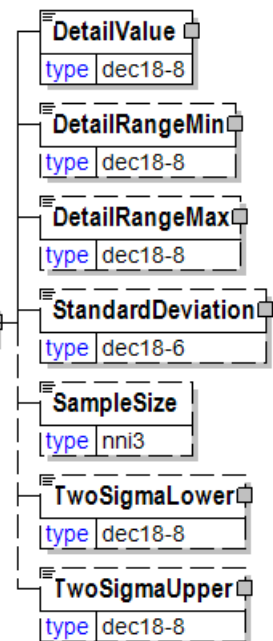 DetailValue
type dec18-8
DetailRangeMin
type dec18-8
DetailRangeMax
type dec18-8
StandardDeviation
type dec18-6
SampleSize
type nni3
TwoSigmaLower
type dec18-8
TwoSigmaUpper
type dec18-8